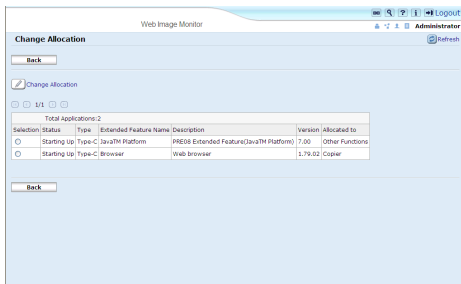 Logout
Web Image Monitor
Administrator
Change Allocation
Refresh
Back
Change Allocation
1/1
Total Applications:2
Selection Status Type Extended Feature Name Description Version Allocated to
Starting Up Type-C JavaTM Platform PRE08 Extended Feature(JavaTM Platform) 7.00 Other Functions
Starting Up Type-C Browser Web browser 1.79.02 Copier
Back